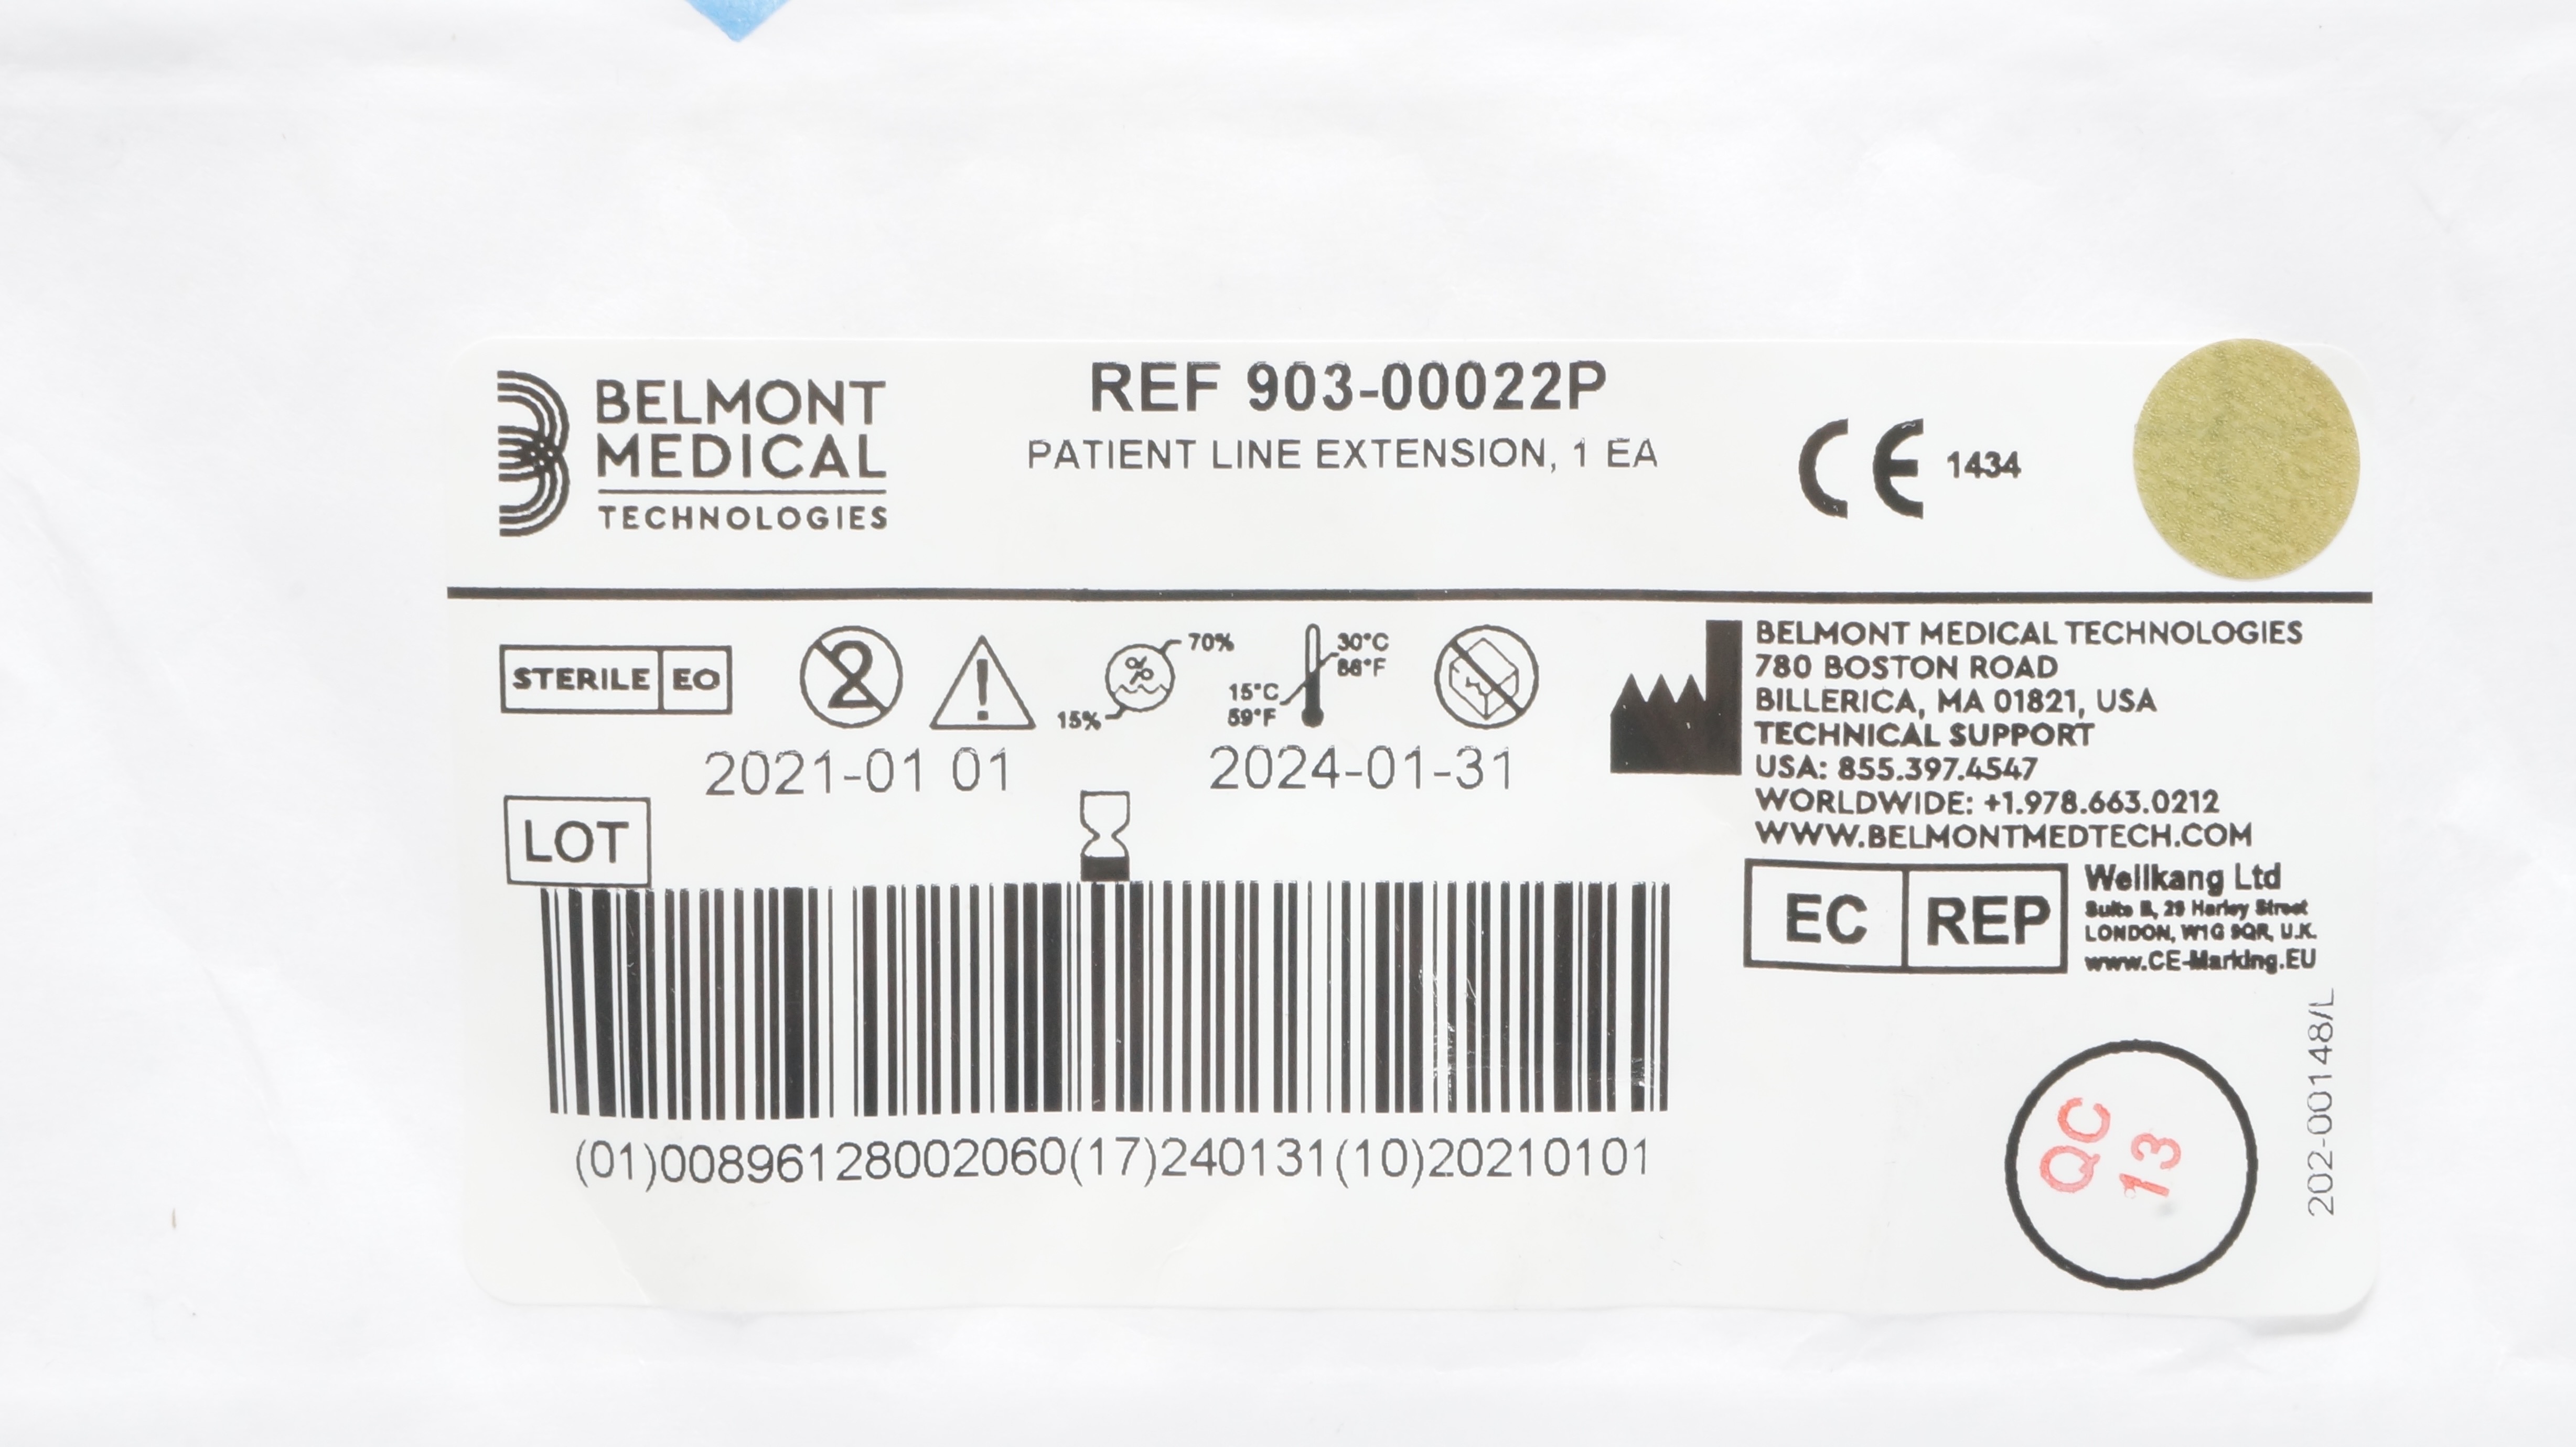 BELMONT
MEDICAL
TECHNOLOGIES
REF 903-00022P
PATIENT LINE EXTENSION, 1 EA
CE 1434
STERILE EO
2
15% % 70%
15°C 59°F 30°C 86°F
2021-01 01
2024-01-31
LOT
(01)00896128002060(17)240131(10)20210101
BELMONT MEDICAL TECHNOLOGIES
780 BOSTON ROAD
BILLERICA, MA 01821, USA
TECHNICAL SUPPORT
USA: 855.397.4547
WORLDWIDE: +1.978.663.0212
WWW.BELMONTMEDTECH.COM
EC REP
Wellkang Ltd
Suite B, 29 Harley Street
LONDON, W1G 9QR, U.K.
www.CE-Marking.EU
QC
13
202-00148/L